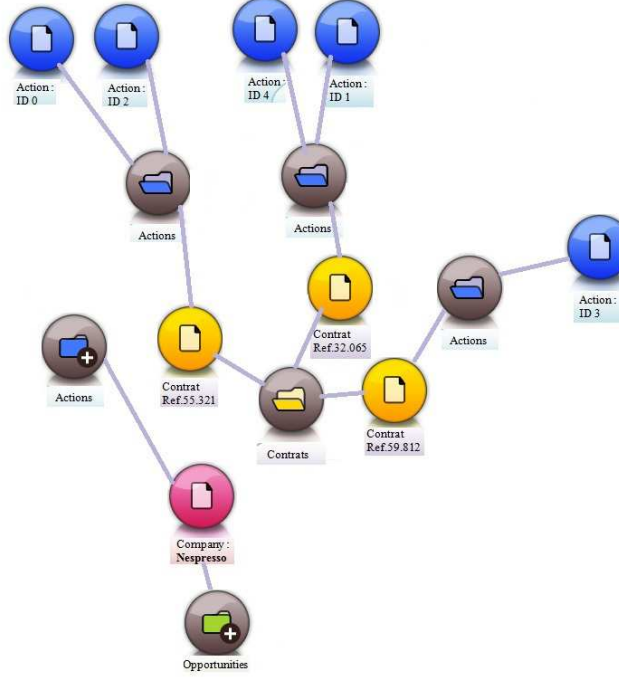 Action :
ID 0
Action :
ID 2
Action :
ID 4
Action :
ID 1
Actions
Actions
Action :
ID 3
Contrat
Ref.32.065
Actions
Contrat
Ref.55.321
Actions
Contrat
Ref.59.812
Contrats
Company :
Nespresso
Opportunities